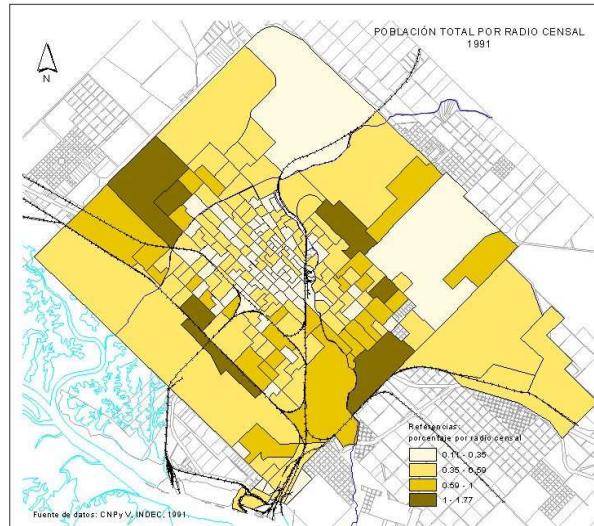 POBLACIÓN TOTAL POR RADIO CENSAL
1991
N
Referencias:
porcentaje por radio censal
0.11 - 0.35
0.35 - 0.59
0.59 - 1
1 - 1.77
Fuente de datos: CNPyV, INDEC, 1991.